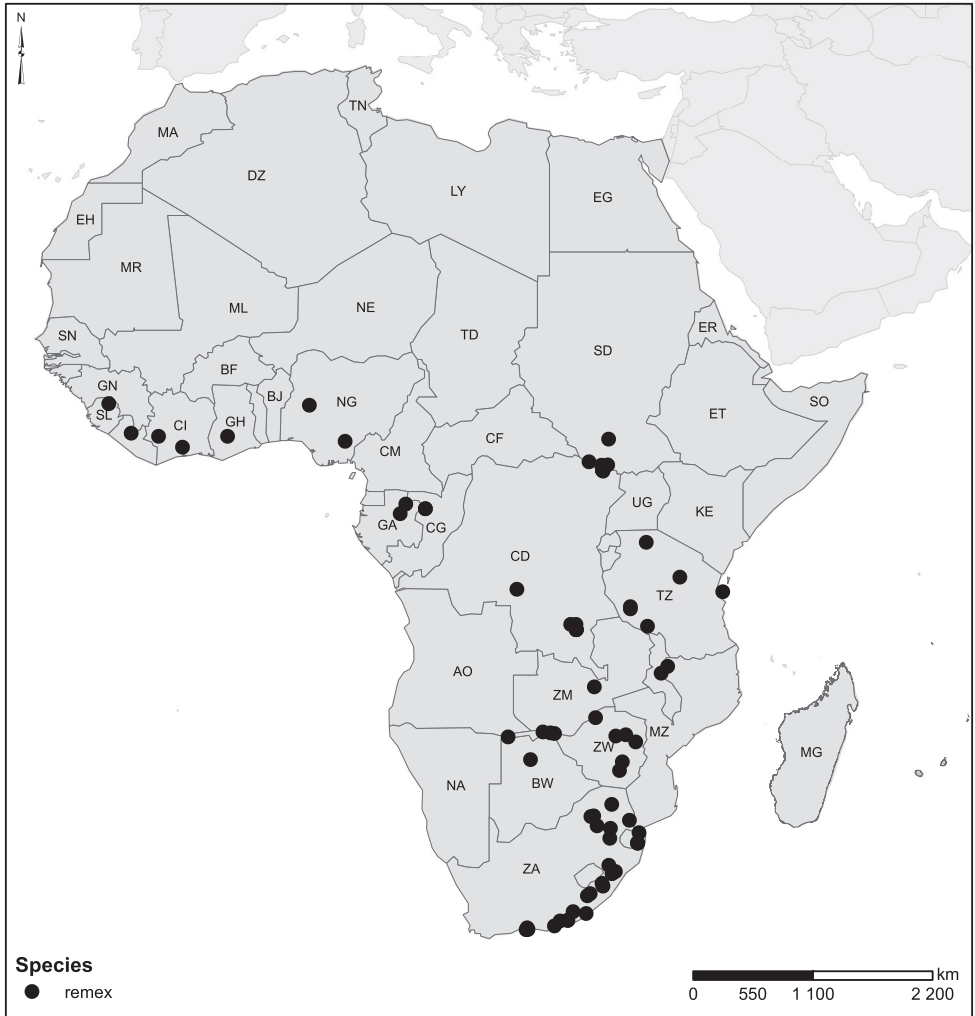 N
TN
MA
DZ
LY
EG
EH
MR
ML
NE
TD
SD
ER
SN
BF
GN
BJ
NG
ET
SO
SL
CI
GH
CM
CF
UG
KE
GA
CG
CD
TZ
AO
ZM
MZ
ZW
MG
NA
BW
ZA
Species
remex
km
0 550 1 100 2 200